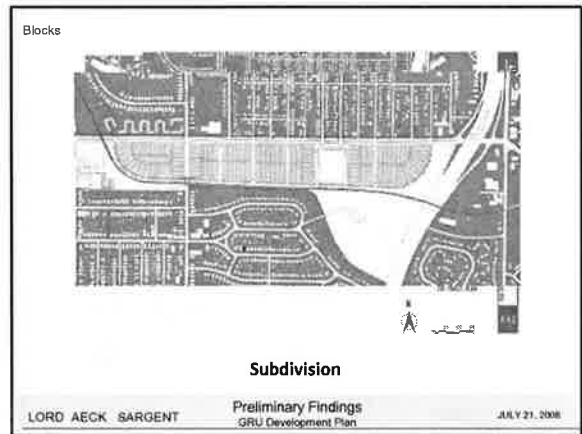 Blocks
Subdivision
LORD AECK SARGENT
Preliminary Findings
GRU Development Plan
JULY 21, 2008